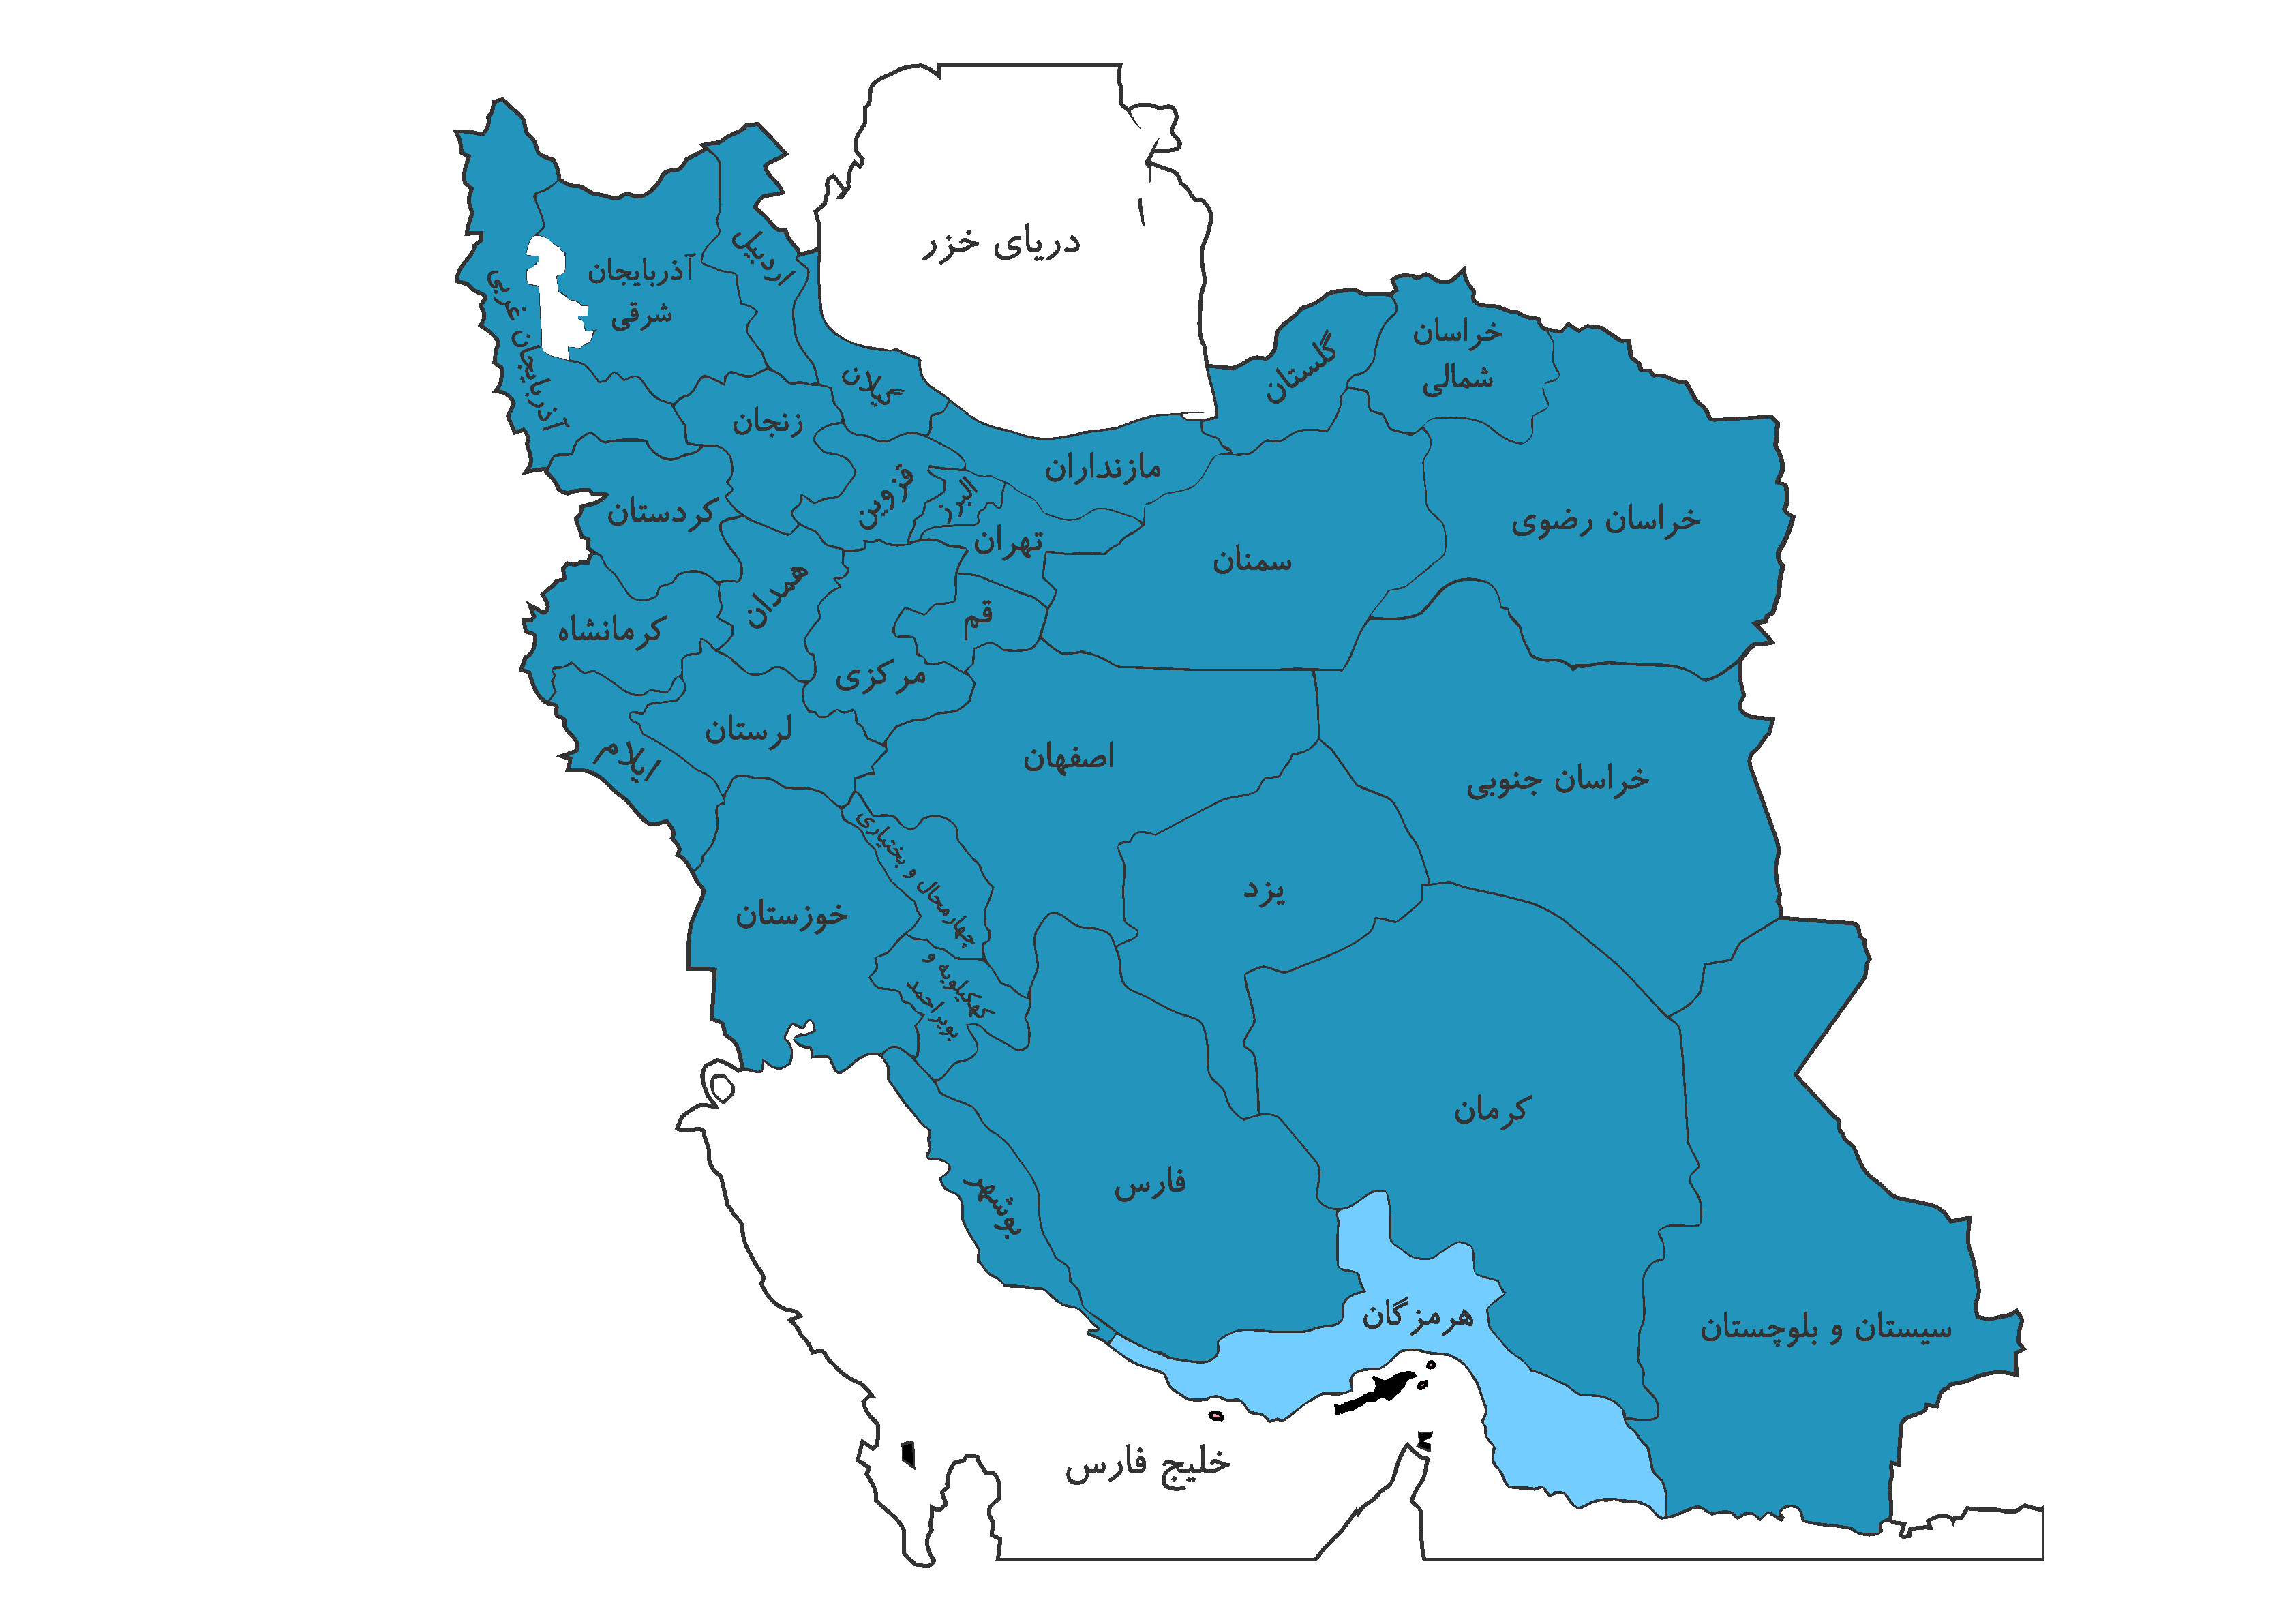 دریای خزر
اردبیل
آذربایجان
شرقی
آذربایجان غربی
خراسان
شمالی
گلستان
گیلان
زنجان
مازنداران
قزوین
البرز
خراسان رضوی
کردستان
تهران
سمنان
همدان
قم
کرمانشاه
مرکزی
لرستان
ایلام
اصفهان
خراسان جنوبی
چهارمحال و بختیاری
یزد
خوزستان
کهکیلویه و
بویراحمد
کرمان
فارس
بوشهر
هرمزگان
سیستان و بلوچستان
خلیج فارس